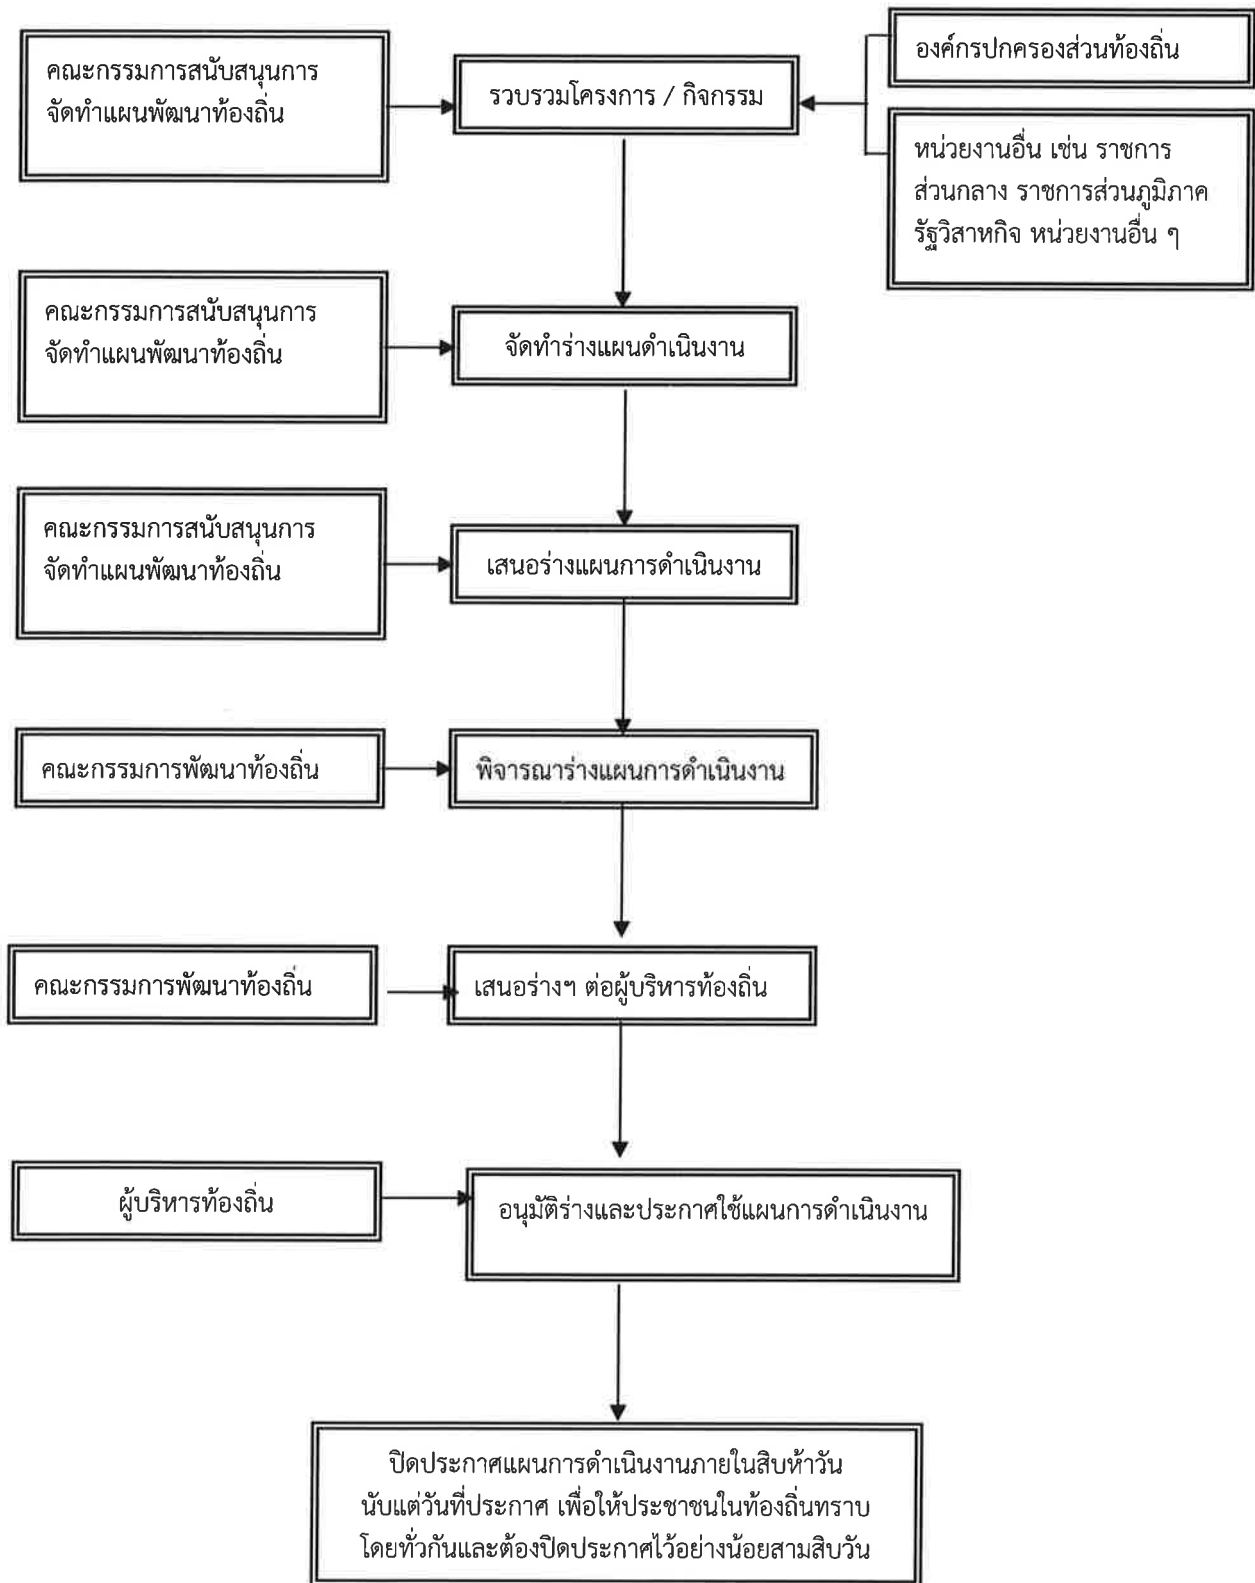 คณะกรรมการสนับสนุนการ
จัดทำแผนพัฒนาท้องถิ่น
รวบรวมโครงการ / กิจกรรม
องค์กรปกครองส่วนท้องถิ่น
หน่วยงานอื่น เช่น ราชการ
ส่วนกลาง ราชการส่วนภูมิภาค
รัฐวิสาหกิจ หน่วยงานอื่น ๆ
คณะกรรมการสนับสนุนการ
จัดทำแผนพัฒนาท้องถิ่น
จัดทำร่างแผนดำเนินงาน
คณะกรรมการสนับสนุนการ
จัดทำแผนพัฒนาท้องถิ่น
เสนอร่างแผนการดำเนินงาน
คณะกรรมการพัฒนาท้องถิ่น
พิจารณาร่างแผนการดำเนินงาน
คณะกรรมการพัฒนาท้องถิ่น
เสนอร่างฯ ต่อผู้บริหารท้องถิ่น
ผู้บริหารท้องถิ่น
อนุมัติร่างและประกาศใช้แผนการดำเนินงาน
ปิดประกาศแผนการดำเนินงานภายในสิบห้าวัน
นับแต่วันที่ประกาศ เพื่อให้ประชาชนในท้องถิ่นทราบ
โดยทั่วกันและต้องปิดประกาศไว้อย่างน้อยสามสิบวัน